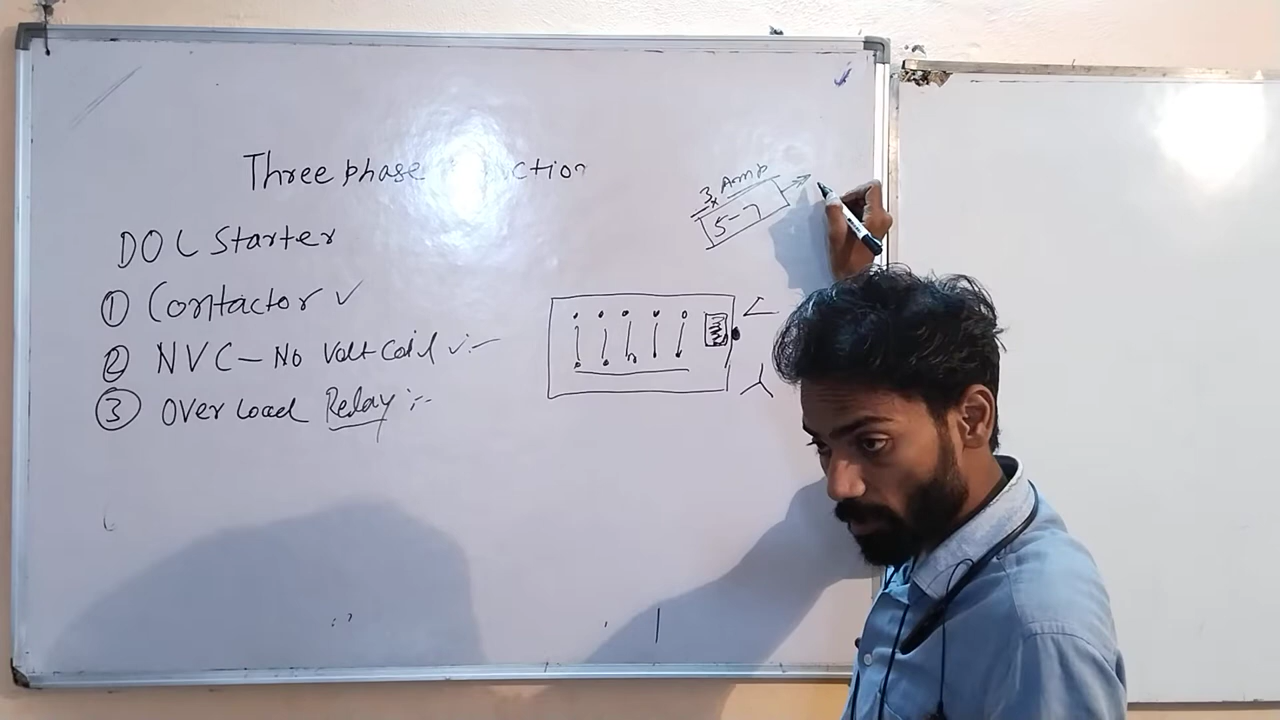 Three phase ction
DOL Starter
① Contactor ✓
② NVC - No Volt Coil ✓ :-
③ Over Load Relay :-
3x Amp
5-7